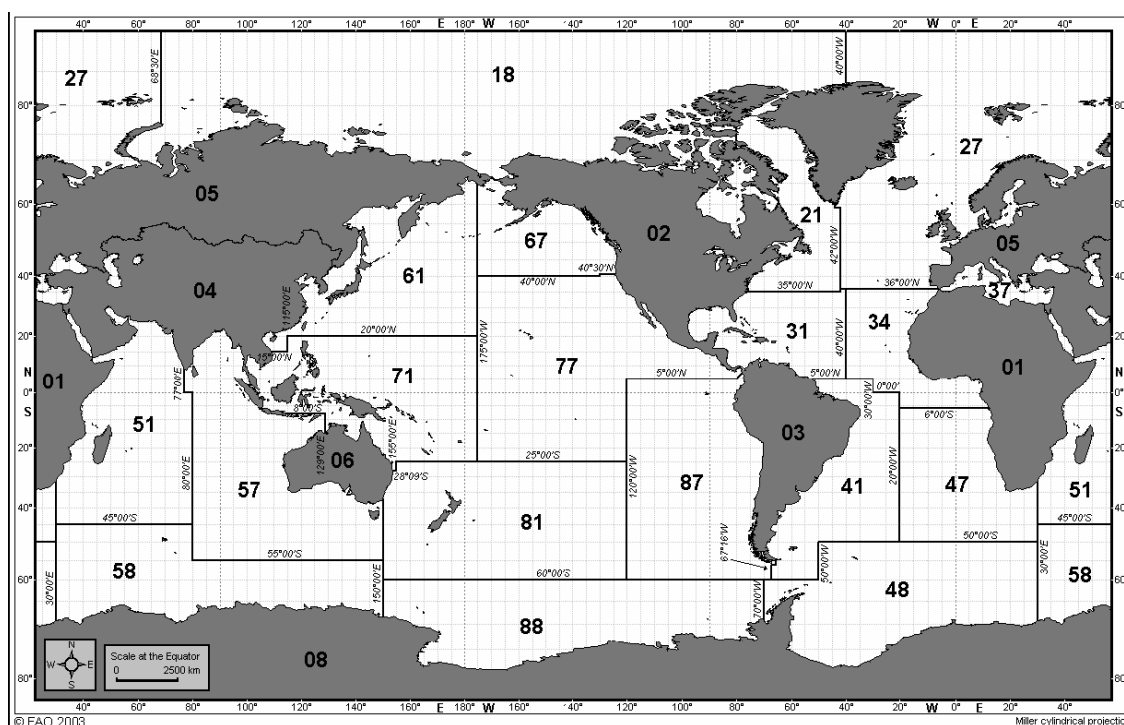 40° 60° 80° 100° 120° 140° 160° E 180° W 160° 140° 120° 100° 80° 60° 40° 20° W 0° E 20° 40°
27
68°30'E
18
40°00'W
80°
27
05
60°
21
67
02
42°00'W
05
61
40°30'N
40°
40°00'N
35°00'N
36°00'N
37
04
115°00'E
34
31
20°
20°00'N
175°00'W
40°00'W
15°00'N
77
71
N
01
77°00'E
5°00'N
5°00'N
01
N
0°
0°00'
S
8°00'S
30°00'W
6°00'S
S
51
03
20°
155°00'E
129°00'E
06
25°00'S
80°00'E
28°09'S
120°00'W
20°00'W
57
87
41
47
51
40°
81
45°00'S
45°00'S
50°00'S
55°00'S
67°16'W
58
50°00'W
30°00'E
58
60°
30°00'E
150°00'E
60°00'S
70°00'W
48
88
N
W E
S
Scale at the Equator
0 2500 km
08
80°
40° 60° 80° 100° 120° 140° 160° E 180° W 160° 140° 120° 100° 80° 60° 40° 20° W 0° E 20° 40°
© FAO 2003
Miller cylindrical projectio